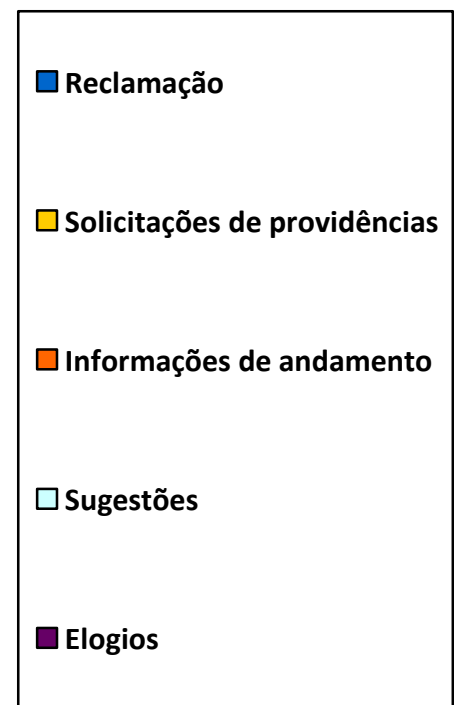 Reclamação
Solicitações de providências
Informações de andamento
Sugestões
Elogios